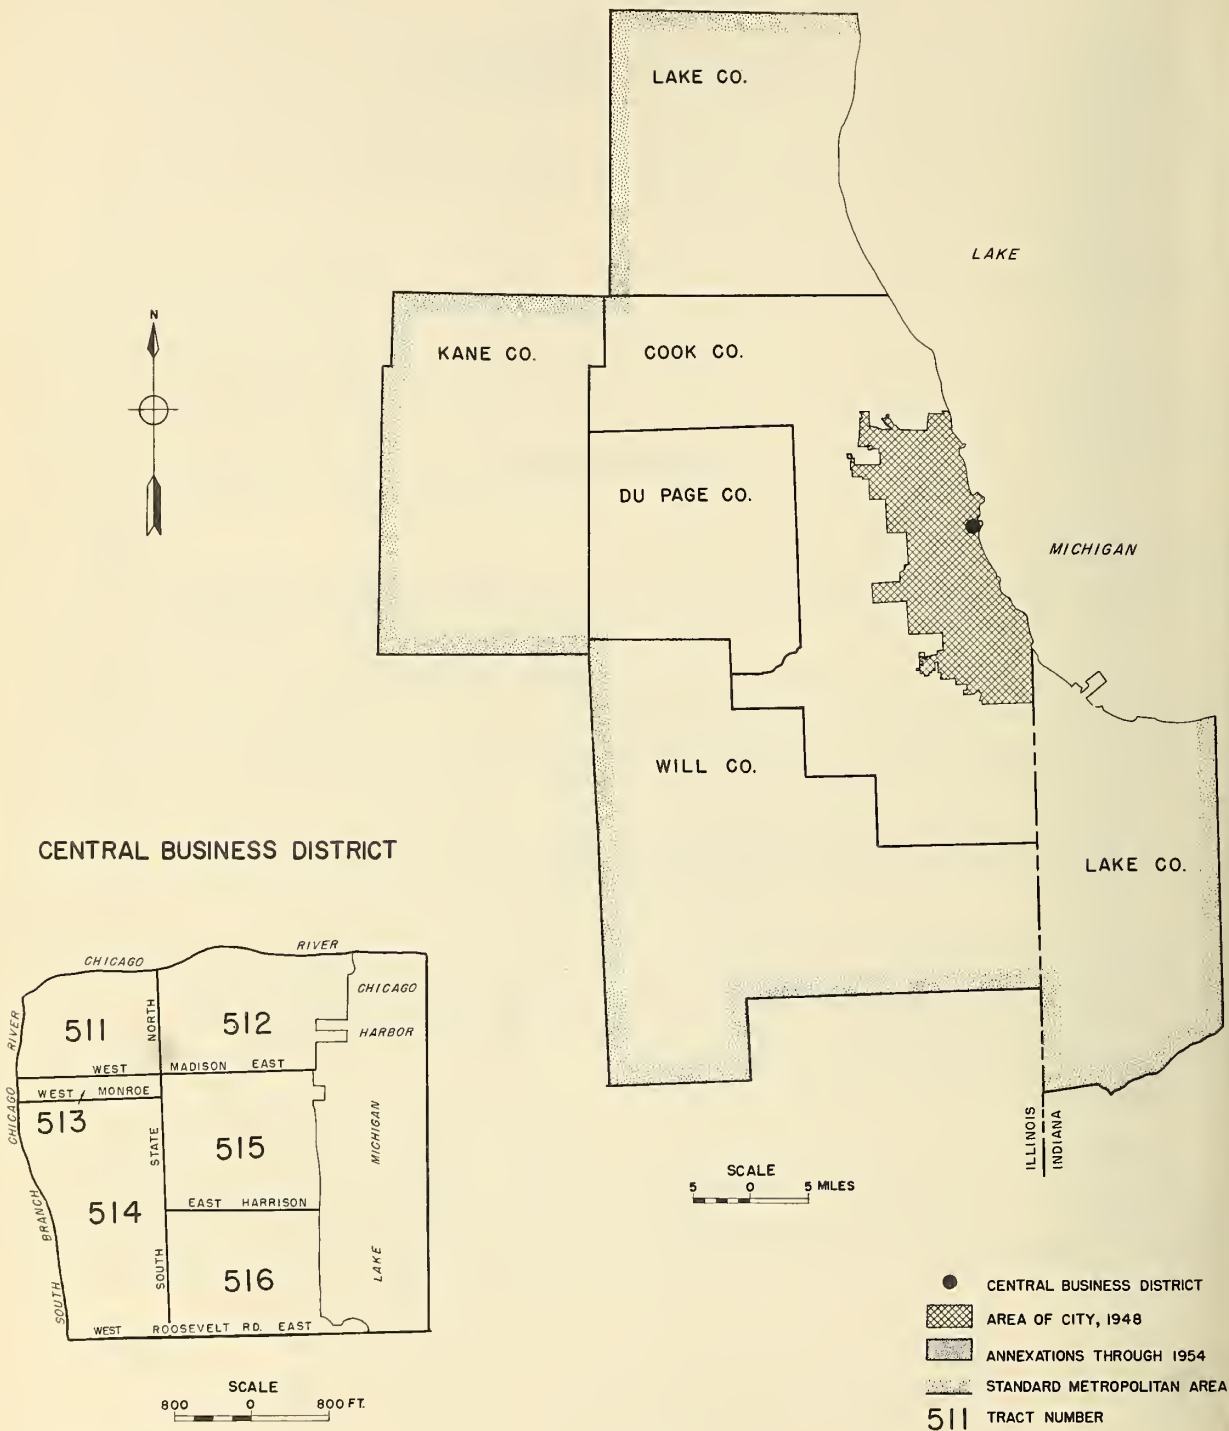 LAKE CO.
LAKE
N
KANE CO.
COOK CO.
DU PAGE CO.
MICHIGAN
WILL CO.
LAKE CO.
ILLINOIS
INDIANA
SCALE
5 0 5 MILES
CENTRAL BUSINESS DISTRICT
CHICAGO RIVER
CHICAGO
HARBOR
511
NORTH
512
RIVER
WEST MADISON EAST
WEST MONROE
CHICAGO
513
STATE
515
MICHIGAN
EAST HARRISON
514
BRANCH
SOUTH
516
LAKE
SOUTH
WEST ROOSEVELT RD. EAST
SCALE
800 0 800 FT.
CENTRAL BUSINESS DISTRICT
AREA OF CITY, 1948
ANNEXATIONS THROUGH 1954
STANDARD METROPOLITAN AREA
511 TRACT NUMBER